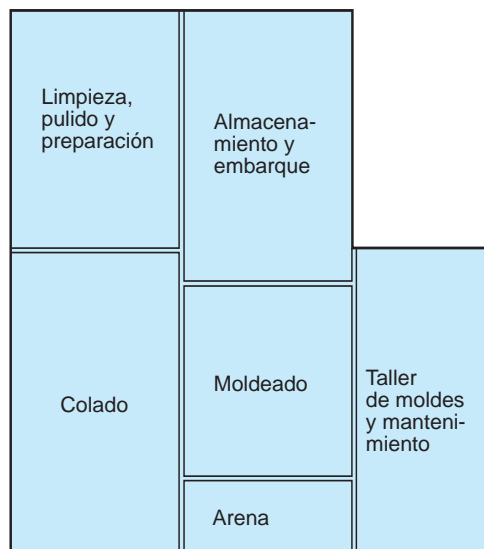 Limpieza,
pulido y
preparación
Almacena-
miento y
embarque
Colado
Moldeado
Taller
de moldes
y manteni-
miento
Arena